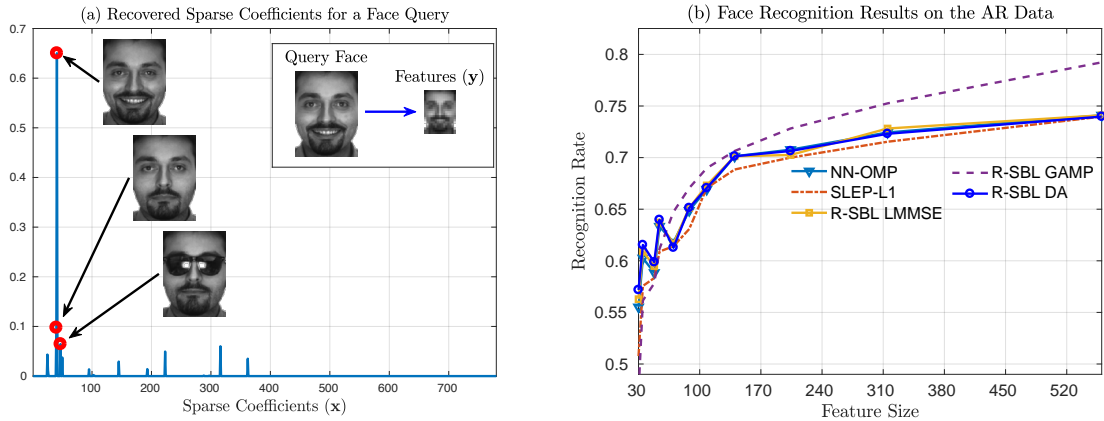 (a) Recovered Sparse Coefficients for a Face Query
0.7
0.6
0.5
0.4
0.3
0.2
0.1
0
100 200 300 400 500 600 700
Sparse Coefficients (x)
Query Face
Features (y)
(b) Face Recognition Results on the AR Data
Recognition Rate
0.8
0.75
0.7
0.65
0.6
0.55
0.5
30 100 170 240 310 380 450 520
Feature Size
NN-OMP
SLEP-L1
R-SBL LMMSE
R-SBL GAMP
R-SBL DA